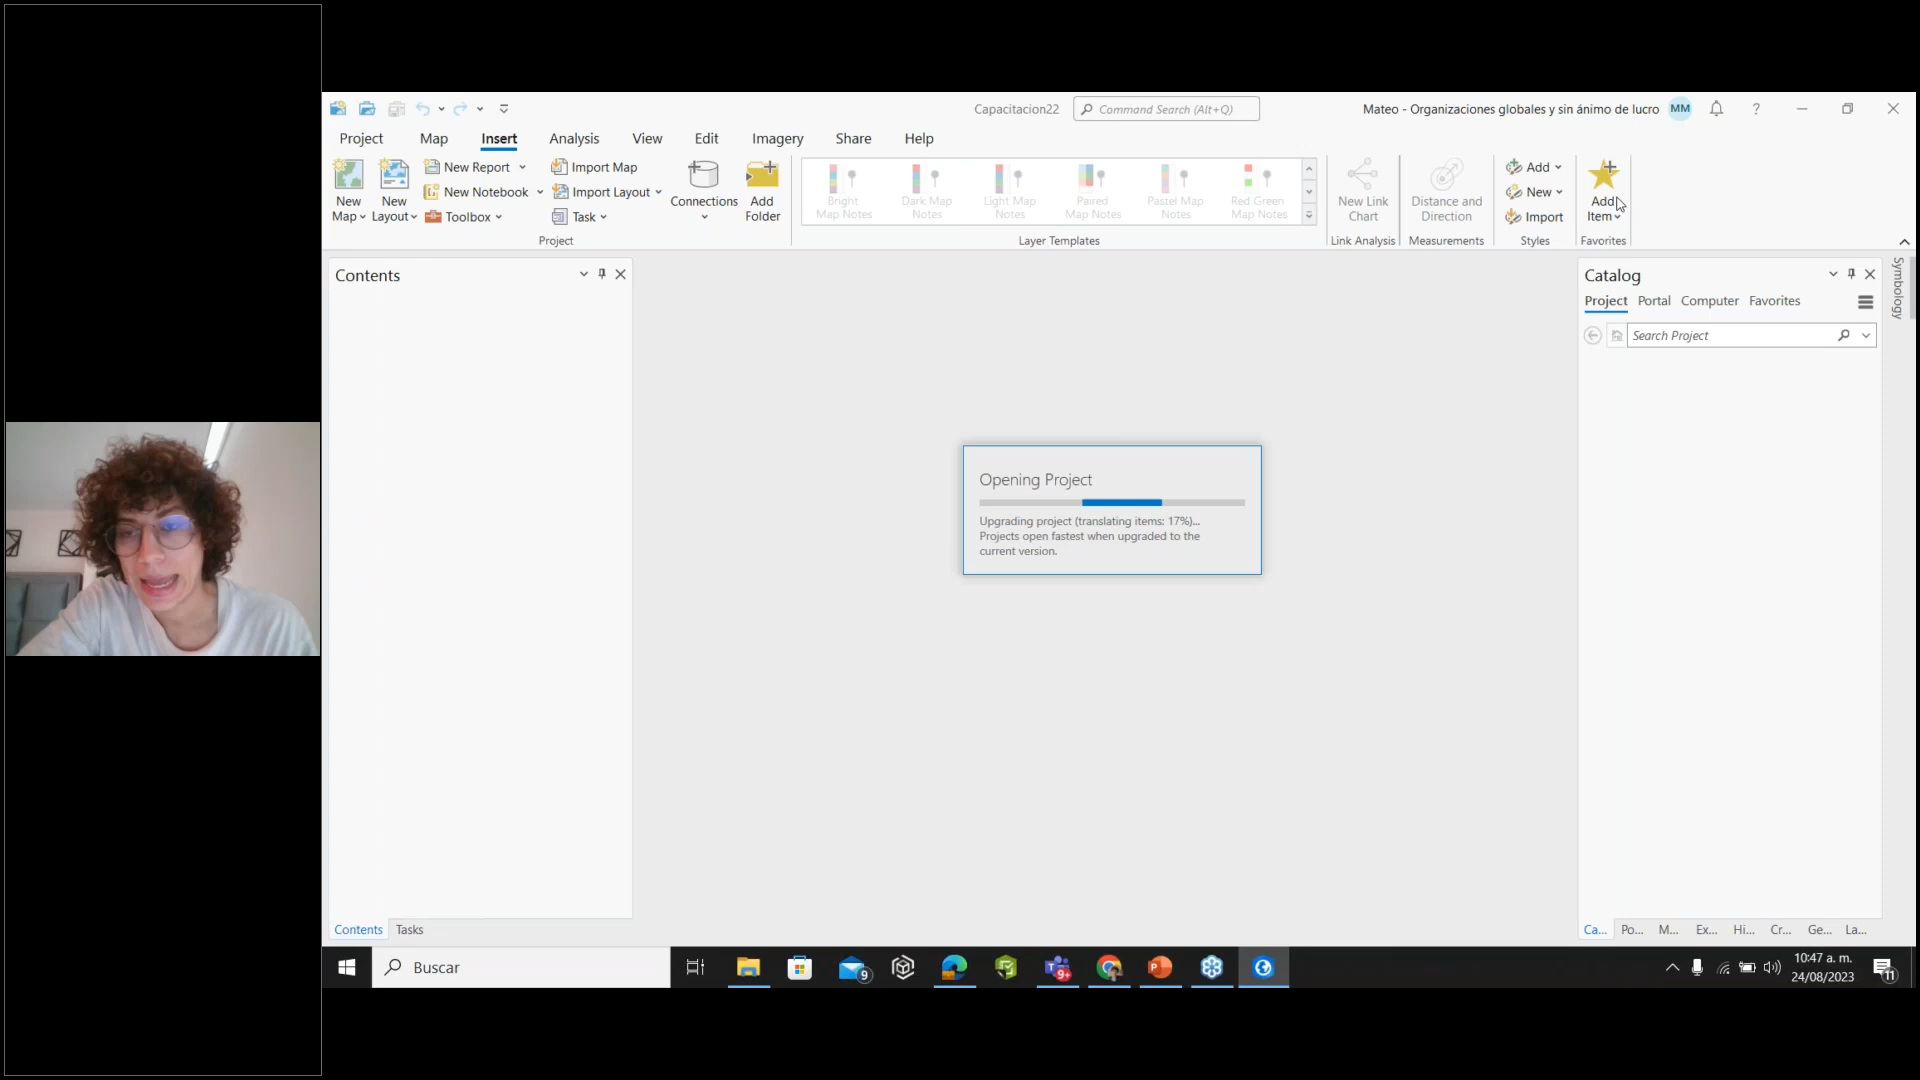 Capacitacion22
Command Search (Alt+Q)
Mateo - Organizaciones globales y sin ánimo de lucro
MM
Project
Map
Insert
Analysis
View
Edit
Imagery
Share
Help
New
Map
New
Layout
New Report
New Notebook
Toolbox
Import Map
Import Layout
Task
Connections
Add
Folder
Project
Bright
Map Notes
Dark Map
Notes
Light Map
Notes
Paired
Map Notes
Pastel Map
Notes
Red Green
Map Notes
Layer Templates
New Link
Chart
Link Analysis
Distance and
Direction
Measurements
Add
New
Import
Styles
Add
Item
Favorites
Contents
Catalog
Project
Portal
Computer
Favorites
Search Project
Symbology
Opening Project
Upgrading project (translating items: 17%)...
Projects open fastest when upgraded to the
current version.
Contents
Tasks
Ca...
Po...
M...
Ex...
Hi...
Cr...
Ge...
La...
Buscar
9
9+
10:47 a. m.
24/08/2023
11